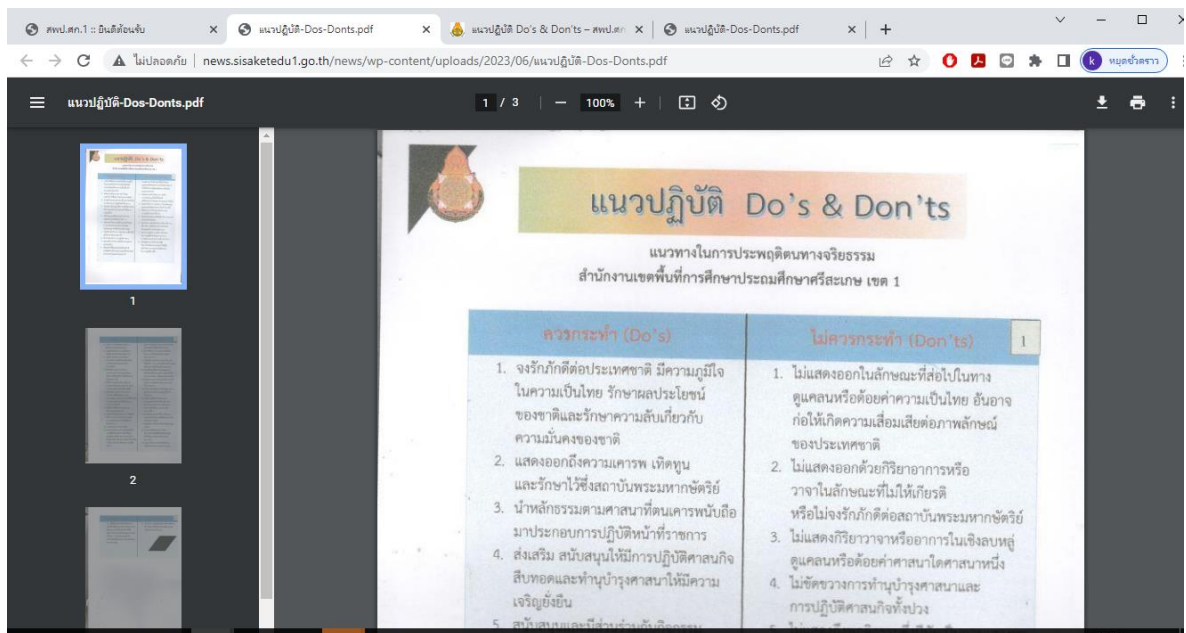 สพป.ศก.1 :: ยินดีต้อนรับ
แนวปฏิบัติ-Dos-Donts.pdf
แนวปฏิบัติ Do's & Don'ts – สพป.ศก
แนวปฏิบัติ-Dos-Donts.pdf
ไม่ปลอดภัย | news.sisaketedu1.go.th/news/wp-content/uploads/2023/06/แนวปฏิบัติ-Dos-Donts.pdf
k หยุดชั่วคราว
แนวปฏิบัติ-Dos-Donts.pdf
1 / 3
100%
1
2
แนวปฏิบัติ Do's & Don'ts
แนวทางในการประพฤติตนทางจริยธรรม
สำนักงานเขตพื้นที่การศึกษาประถมศึกษาศรีสะเกษ เขต 1
ควรกระทำ (Do's)
1. จงรักภักดีต่อประเทศชาติ มีความภูมิใจ
ในความเป็นไทย รักษาผลประโยชน์
ของชาติและรักษาความลับเกี่ยวกับ
ความมั่นคงของชาติ
2. แสดงออกถึงความเคารพ เทิดทูน
และรักษาไว้ซึ่งสถาบันพระมหากษัตริย์
3. นำหลักธรรมตามศาสนาที่ตนเคารพนับถือ
มาประกอบการปฏิบัติหน้าที่ราชการ
4. ส่งเสริม สนับสนุนให้มีการปฏิบัติศาสนกิจ
สืบทอดและทำนุบำรุงศาสนาให้มีความ
เจริญยั่งยืน
5. สนับสนุนและมีส่วนร่วมกับกิจกรรม
ไม่ควรกระทำ (Don'ts)
1
1. ไม่แสดงออกในลักษณะที่ส่อไปในทาง
ดูแคลนหรือด้อยค่าความเป็นไทย อันอาจ
ก่อให้เกิดความเสื่อมเสียต่อภาพลักษณ์
ของประเทศชาติ
2. ไม่แสดงออกด้วยกิริยาอาการหรือ
วาจาในลักษณะที่ไม่ให้เกียรติ
หรือไม่จงรักภักดีต่อสถาบันพระมหากษัตริย์
3. ไม่แสดงกิริยาวาจาหรืออาการในเชิงลบหลู่
ดูแคลนหรือด้อยค่าศาสนาใดศาสนาหนึ่ง
4. ไม่ขัดขวางการทำนุบำรุงศาสนาและ
การปฏิบัติศาสนกิจทั้งปวง